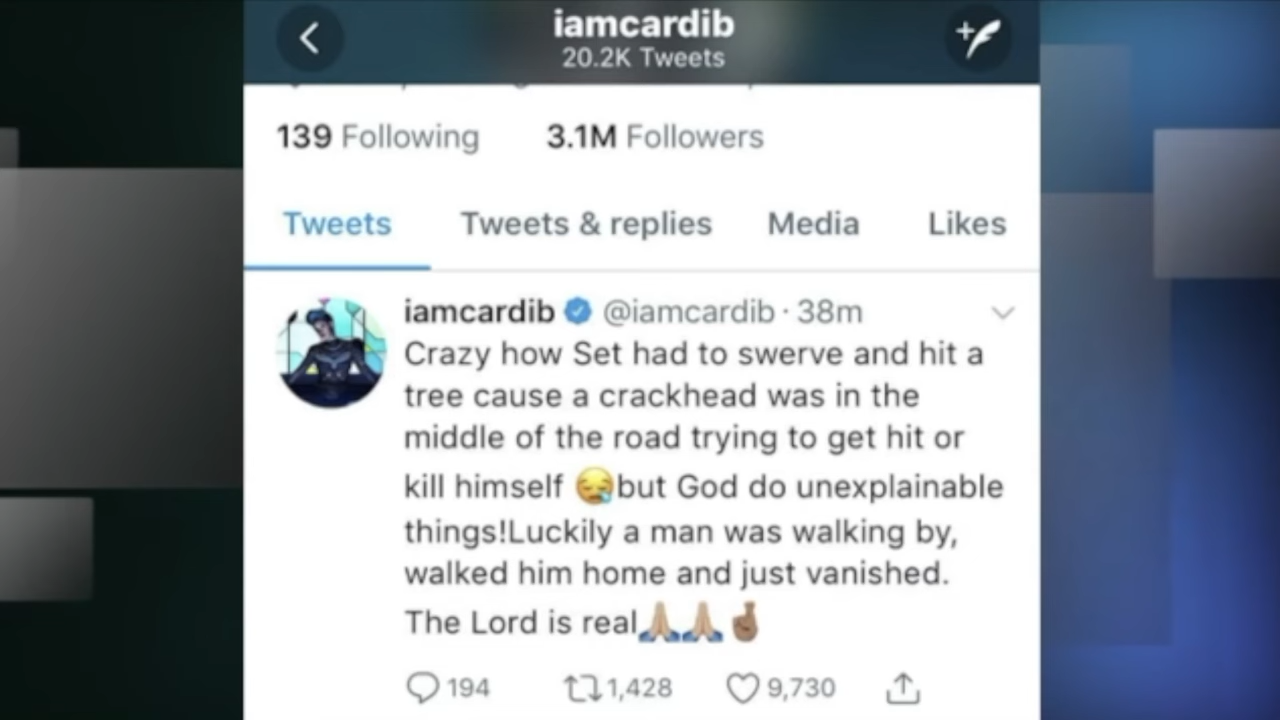 iamcardib
20.2K Tweets
139 Following 3.1M Followers
Tweets Tweets & replies Media Likes
iamcardib @iamcardib · 38m
Crazy how Set had to swerve and hit a
tree cause a crackhead was in the
middle of the road trying to get hit or
kill himself 😪but God do unexplainable
things!Luckily a man was walking by,
walked him home and just vanished.
The Lord is real🙏🏼🙏🏼🤞🏽
194 1,428 9,730